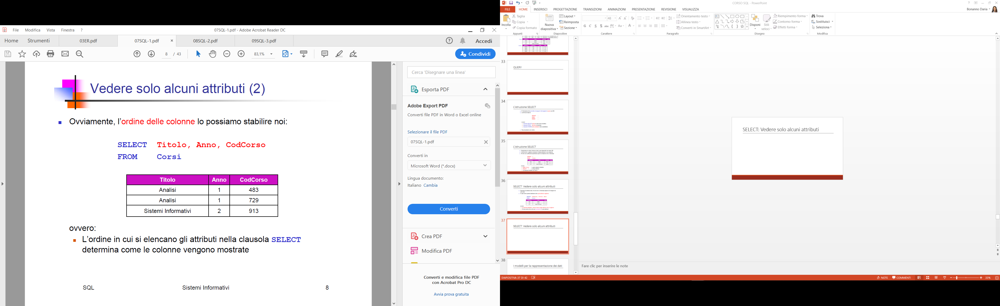 File Modifica Vista Finestra ?
07SQL-1.pdf - Adobe Acrobat Reader DC
Home Strumenti 03ER.pdf 07SQL-1.pdf × 08SQL-2.pdf 09SQL-3.pdf
Accedi
8 / 43
83,1%
Condividi
Vedere solo alcuni attributi (2)
Ovviamente, l'ordine delle colonne lo possiamo stabilire noi:
SELECT Titolo, Anno, CodCorso
FROM Corsi
Titolo Anno CodCorso
Analisi 1 483
Analisi 1 729
Sistemi Informativi 2 913
ovvero:
L'ordine in cui si elencano gli attributi nella clausola SELECT
determina come le colonne vengono mostrate
SQL Sistemi Informativi 8
Cerca 'Disegnare una linea'
Esporta PDF
Adobe Export PDF
Converti file PDF in Word o Excel online
Selezionare il file PDF
07SQL-1.pdf
Converti in
Microsoft Word (*.docx)
Lingua documento:
Italiano Cambia
Converti
Crea PDF
Modifica PDF
Converti e modifica file PDF
con Acrobat Pro DC
Avvia prova gratuita
CORSO SQL - PowerPoint
FILE HOME INSERISCI PROGETTAZIONE TRANSIZIONI ANIMAZIONI PRESENTAZIONE REVISIONE VISUALIZZA
Bonanno Daria
Incolla
Taglia
Copia
Copia formato
Appunti
Nuova
diapositiva
Layout
Reimposta
Sezione
Diapositive
48
G C S S abc AV Aa A
Carattere
Orientamento testo
Allinea testo
Converti in SmartArt
Paragrafo
Disponi
Stili
veloci
Riempimento forma
Contorno forma
Effetti forma
Disegno
Trova
Sostituisci
Seleziona
Modifica
33
QUERY
34
L'istruzione SELECT
35
L'istruzione SELECT
36
SELECT: Vedere solo alcuni attributi
37
SELECT: Vedere solo alcuni attributi
38
I modelli per la rappresentazione dei dati
SELECT: Vedere solo alcuni attributi
Fare clic per inserire le note
DIAPOSITIVA 37 DI 42
NOTE COMMENTI
33%